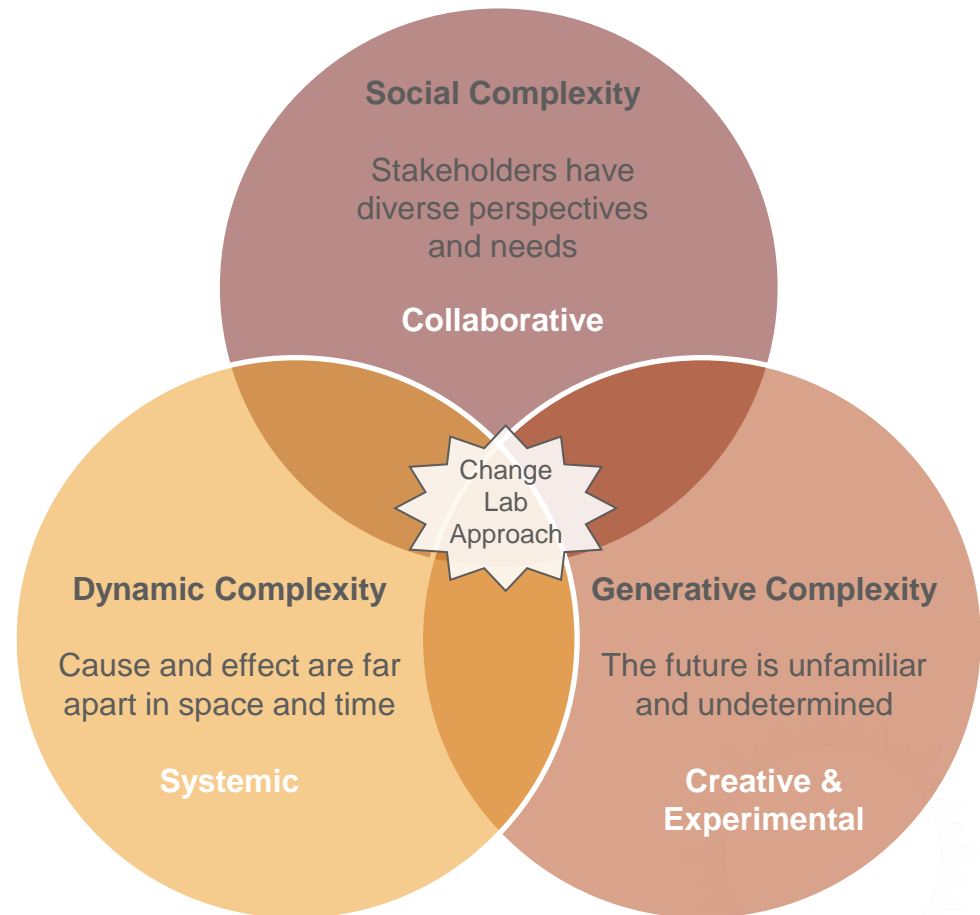 Social Complexity
Stakeholders have
diverse perspectives
and needs
Collaborative
Change
Lab
Approach
Dynamic Complexity
Cause and effect are far
apart in space and time
Systemic
Generative Complexity
The future is unfamiliar
and undetermined
Creative &
Experimental